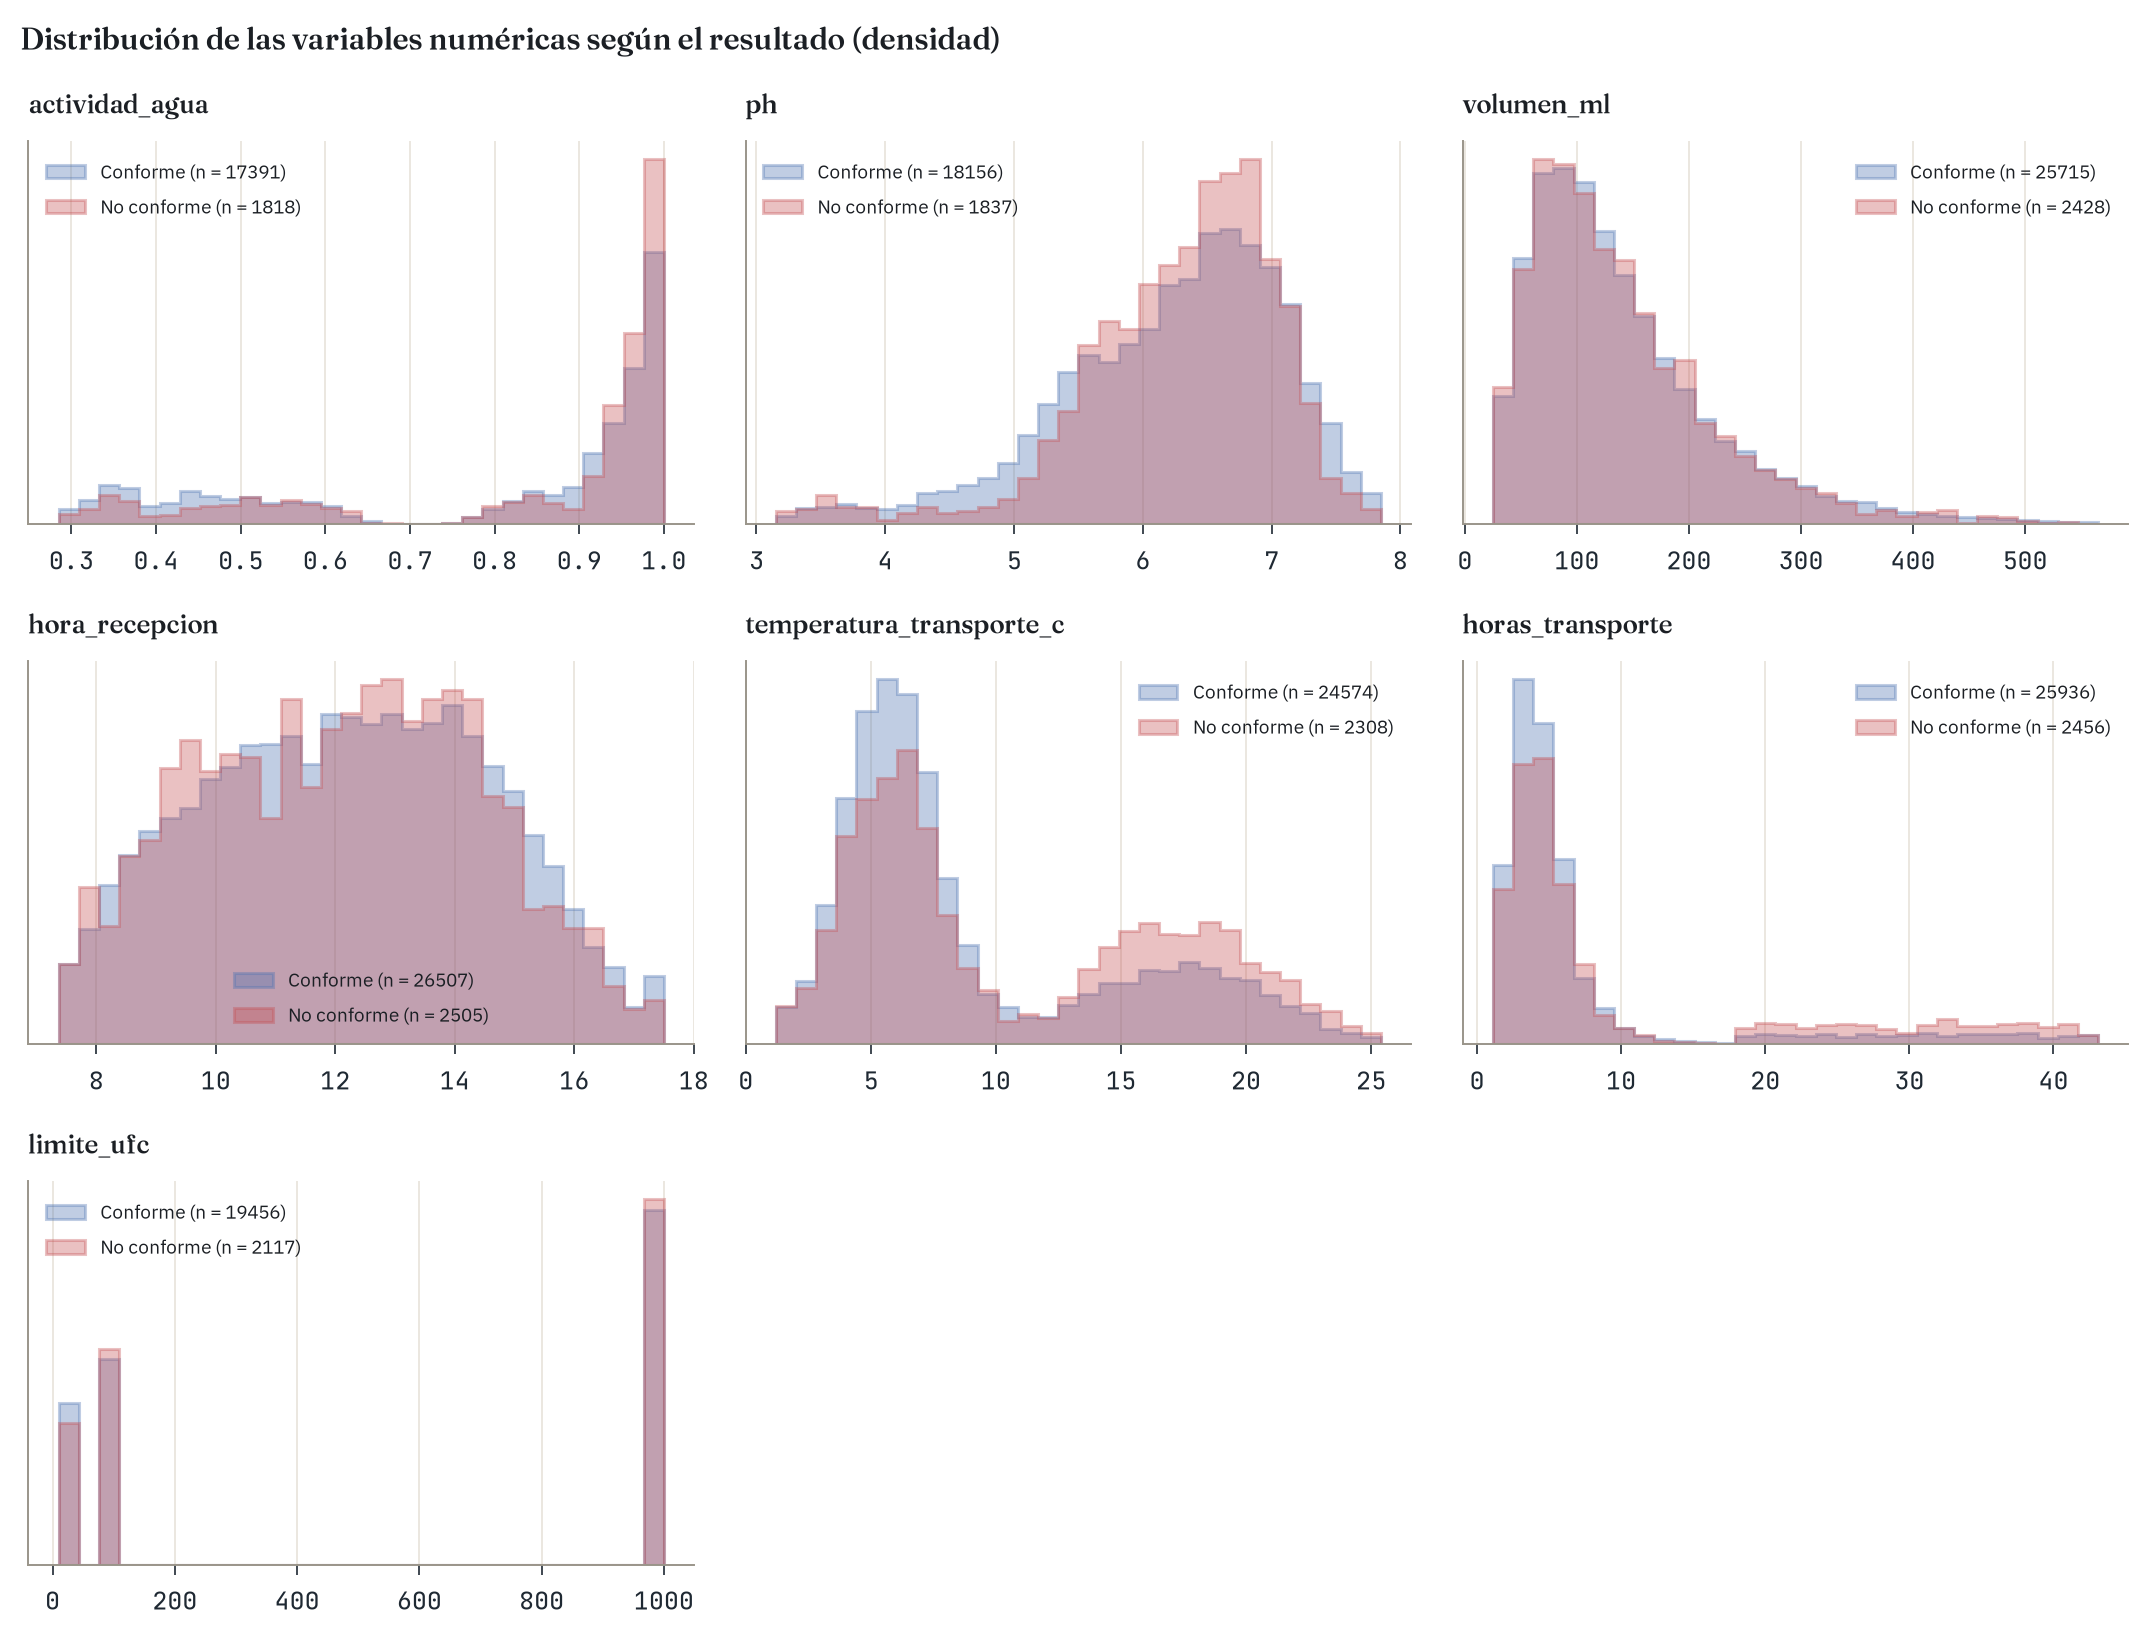 Distribución de las variables numéricas según el resultado (densidad)
actividad_agua
Conforme (n = 17391)
No conforme (n = 1818)
0.3 0.4 0.5 0.6 0.7 0.8 0.9 1.0
ph
Conforme (n = 18156)
No conforme (n = 1837)
3 4 5 6 7 8
volumen_ml
Conforme (n = 25715)
No conforme (n = 2428)
0 100 200 300 400 500
hora_recepcion
Conforme (n = 26507)
No conforme (n = 2505)
8 10 12 14 16 18
temperatura_transporte_c
Conforme (n = 24574)
No conforme (n = 2308)
0 5 10 15 20 25
horas_transporte
Conforme (n = 25936)
No conforme (n = 2456)
0 10 20 30 40
limite_ufc
Conforme (n = 19456)
No conforme (n = 2117)
0 200 400 600 800 1000